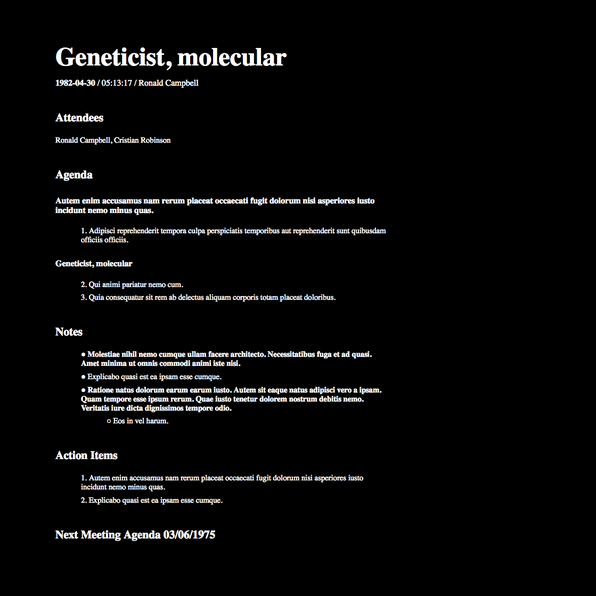 Geneticist, molecular
1982-04-30 / 05:13:17 / Ronald Campbell
Attendees
Ronald Campbell, Cristian Robinson
Agenda
Autem enim accusamus nam rerum placeat occaecati fugit dolorum nisi asperiores iusto
incidunt nemo minus quas.
1. Adipisci reprehenderit tempora culpa perspiciatis temporibus aut reprehenderit sunt quibusdam
officiis officiis.
Geneticist, molecular
2. Qui animi pariatur nemo cum.
3. Quia consequatur sit rem ab delectus aliquam corporis totam placeat doloribus.
Notes
● Molestiae nihil nemo cumque ullam facere architecto. Necessitatibus fuga et ad quasi.
Amet minima ut omnis commodi animi iste nisi.
● Explicabo quasi est ea ipsam esse cumque.
● Ratione natus dolorum earum earum iusto. Autem sit eaque natus adipisci vero a ipsam.
Quam tempore esse ipsum rerum. Quae iusto tenetur dolorem nostrum debitis nemo.
Veritatis iure dicta dignissimos tempore odio.
○ Eos in vel harum.
Action Items
1. Autem enim accusamus nam rerum placeat occaecati fugit dolorum nisi asperiores iusto
incidunt nemo minus quas.
2. Explicabo quasi est ea ipsam esse cumque.
Next Meeting Agenda 03/06/1975